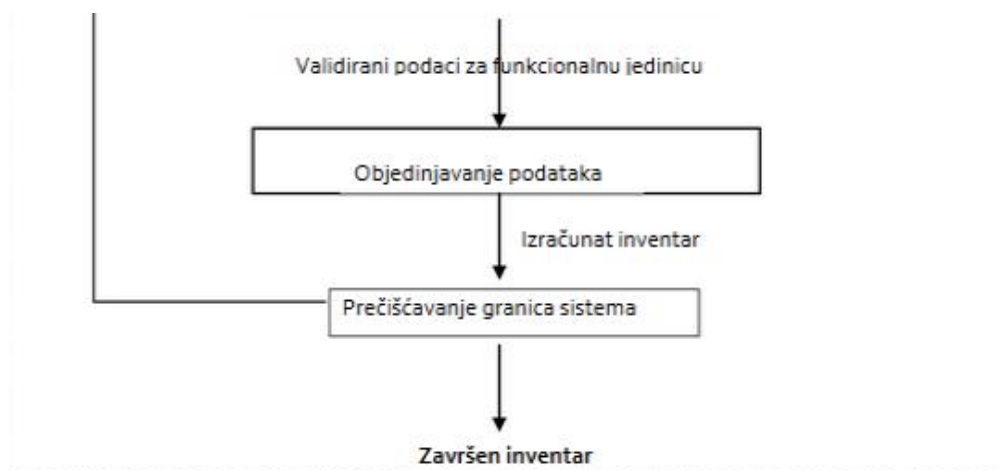 Validirani podaci za funkcionalnu jedinicu
Objedinjavanje podataka
Izračunat inventar
Prečišćavanje granica sistema
Završen inventar